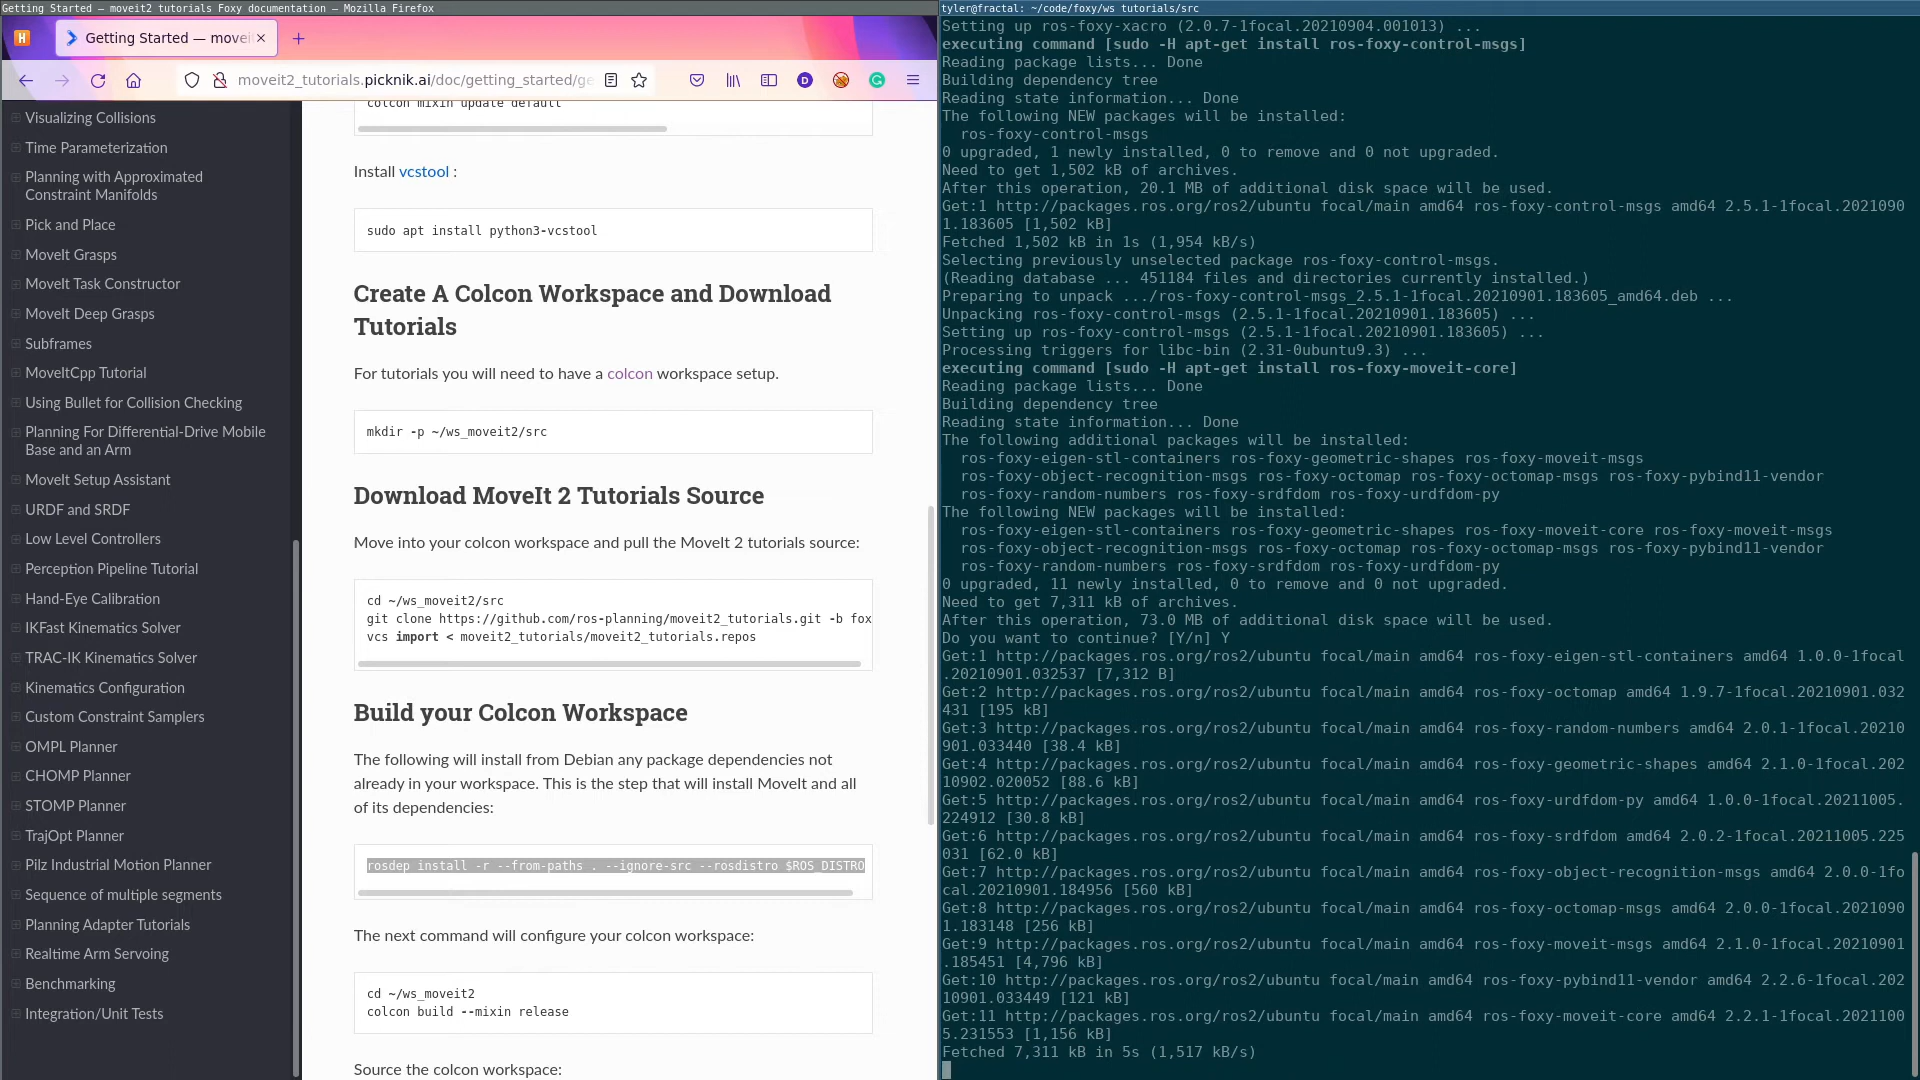 Getting Started — moveit2 tutorials Foxy documentation — Mozilla Firefox
Getting Started — movei
moveit2_tutorials.picknik.ai/doc/getting_started/ge
Visualizing Collisions
Time Parameterization
Planning with Approximated
Constraint Manifolds
Pick and Place
MoveIt Grasps
MoveIt Task Constructor
MoveIt Deep Grasps
Subframes
MoveItCpp Tutorial
Using Bullet for Collision Checking
Planning For Differential-Drive Mobile
Base and an Arm
MoveIt Setup Assistant
URDF and SRDF
Low Level Controllers
Perception Pipeline Tutorial
Hand-Eye Calibration
IKFast Kinematics Solver
TRAC-IK Kinematics Solver
Kinematics Configuration
Custom Constraint Samplers
OMPL Planner
CHOMP Planner
STOMP Planner
TrajOpt Planner
Pilz Industrial Motion Planner
Sequence of multiple segments
Planning Adapter Tutorials
Realtime Arm Servoing
Benchmarking
Integration/Unit Tests
colcon mixin update default
Install vcstool :
sudo apt install python3-vcstool
Create A Colcon Workspace and Download
Tutorials
For tutorials you will need to have a colcon workspace setup.
mkdir -p ~/ws_moveit2/src
Download MoveIt 2 Tutorials Source
Move into your colcon workspace and pull the MoveIt 2 tutorials source:
cd ~/ws_moveit2/src
git clone https://github.com/ros-planning/moveit2_tutorials.git -b fox
vcs import < moveit2_tutorials/moveit2_tutorials.repos
Build your Colcon Workspace
The following will install from Debian any package dependencies not
already in your workspace. This is the step that will install MoveIt and all
of its dependencies:
rosdep install -r --from-paths . --ignore-src --rosdistro $ROS_DISTRO
The next command will configure your colcon workspace:
cd ~/ws_moveit2
colcon build --mixin release
Source the colcon workspace:
tyler@fractal: ~/code/foxy/ws_tutorials/src
Setting up ros-foxy-xacro (2.0.7-1focal.20210904.001013) ...
executing command [sudo -H apt-get install ros-foxy-control-msgs]
Reading package lists... Done
Building dependency tree
Reading state information... Done
The following NEW packages will be installed:
ros-foxy-control-msgs
0 upgraded, 1 newly installed, 0 to remove and 0 not upgraded.
Need to get 1,502 kB of archives.
After this operation, 20.1 MB of additional disk space will be used.
Get:1 http://packages.ros.org/ros2/ubuntu focal/main amd64 ros-foxy-control-msgs amd64 2.5.1-1focal.2021090
1.183605 [1,502 kB]
Fetched 1,502 kB in 1s (1,954 kB/s)
Selecting previously unselected package ros-foxy-control-msgs.
(Reading database ... 451184 files and directories currently installed.)
Preparing to unpack .../ros-foxy-control-msgs_2.5.1-1focal.20210901.183605_amd64.deb ...
Unpacking ros-foxy-control-msgs (2.5.1-1focal.20210901.183605) ...
Setting up ros-foxy-control-msgs (2.5.1-1focal.20210901.183605) ...
Processing triggers for libc-bin (2.31-0ubuntu9.3) ...
executing command [sudo -H apt-get install ros-foxy-moveit-core]
Reading package lists... Done
Building dependency tree
Reading state information... Done
The following additional packages will be installed:
ros-foxy-eigen-stl-containers ros-foxy-geometric-shapes ros-foxy-moveit-msgs
ros-foxy-object-recognition-msgs ros-foxy-octomap ros-foxy-octomap-msgs ros-foxy-pybind11-vendor
ros-foxy-random-numbers ros-foxy-srdfdom ros-foxy-urdfdom-py
The following NEW packages will be installed:
ros-foxy-eigen-stl-containers ros-foxy-geometric-shapes ros-foxy-moveit-core ros-foxy-moveit-msgs
ros-foxy-object-recognition-msgs ros-foxy-octomap ros-foxy-octomap-msgs ros-foxy-pybind11-vendor
ros-foxy-random-numbers ros-foxy-srdfdom ros-foxy-urdfdom-py
0 upgraded, 11 newly installed, 0 to remove and 0 not upgraded.
Need to get 7,311 kB of archives.
After this operation, 73.0 MB of additional disk space will be used.
Do you want to continue? [Y/n] Y
Get:1 http://packages.ros.org/ros2/ubuntu focal/main amd64 ros-foxy-eigen-stl-containers amd64 1.0.0-1focal
.20210901.032537 [7,312 B]
Get:2 http://packages.ros.org/ros2/ubuntu focal/main amd64 ros-foxy-octomap amd64 1.9.7-1focal.20210901.032
431 [195 kB]
Get:3 http://packages.ros.org/ros2/ubuntu focal/main amd64 ros-foxy-random-numbers amd64 2.0.1-1focal.20210
901.033440 [38.4 kB]
Get:4 http://packages.ros.org/ros2/ubuntu focal/main amd64 ros-foxy-geometric-shapes amd64 2.1.0-1focal.202
10902.020052 [88.6 kB]
Get:5 http://packages.ros.org/ros2/ubuntu focal/main amd64 ros-foxy-urdfdom-py amd64 1.0.0-1focal.20211005.
224912 [30.8 kB]
Get:6 http://packages.ros.org/ros2/ubuntu focal/main amd64 ros-foxy-srdfdom amd64 2.0.2-1focal.20211005.225
031 [62.0 kB]
Get:7 http://packages.ros.org/ros2/ubuntu focal/main amd64 ros-foxy-object-recognition-msgs amd64 2.0.0-1fo
cal.20210901.184956 [560 kB]
Get:8 http://packages.ros.org/ros2/ubuntu focal/main amd64 ros-foxy-octomap-msgs amd64 2.0.0-1focal.2021090
1.183148 [256 kB]
Get:9 http://packages.ros.org/ros2/ubuntu focal/main amd64 ros-foxy-moveit-msgs amd64 2.1.0-1focal.20210901
.185451 [4,796 kB]
Get:10 http://packages.ros.org/ros2/ubuntu focal/main amd64 ros-foxy-pybind11-vendor amd64 2.2.6-1focal.202
10901.033449 [121 kB]
Get:11 http://packages.ros.org/ros2/ubuntu focal/main amd64 ros-foxy-moveit-core amd64 2.2.1-1focal.2021100
5.231553 [1,156 kB]
Fetched 7,311 kB in 5s (1,517 kB/s)